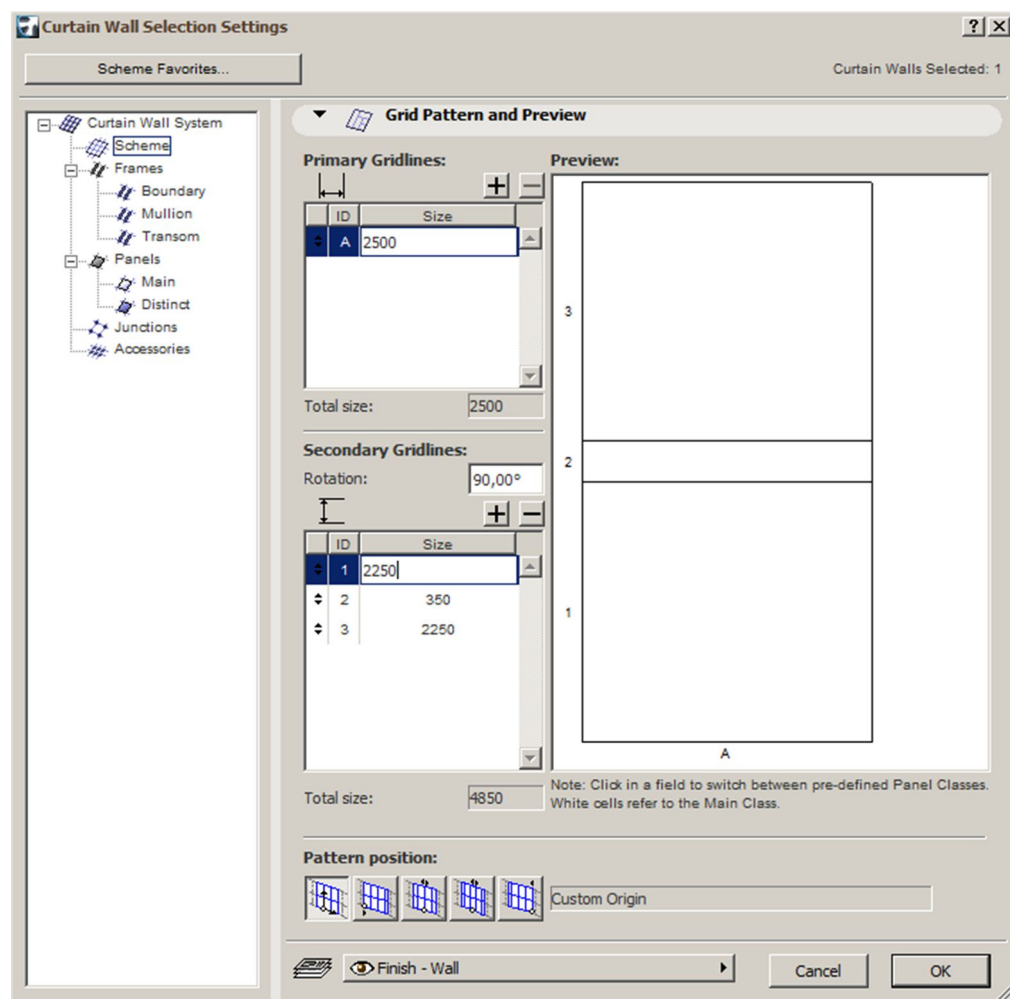 Curtain Wall Selection Settings
Scheme Favorites...
Curtain Walls Selected: 1
Curtain Wall System
Scheme
Frames
Boundary
Mullion
Transom
Panels
Main
Distinct
Junctions
Accessories
Grid Pattern and Preview
Primary Gridlines:
ID Size
A 2500
Total size: 2500
Secondary Gridlines:
Rotation: 90,00°
ID Size
1 2250
2 350
3 2250
Total size: 4850
Preview:
3
2
1
A
Note: Click in a field to switch between pre-defined Panel Classes.
White cells refer to the Main Class.
Pattern position:
Custom Origin
Finish - Wall
Cancel
OK